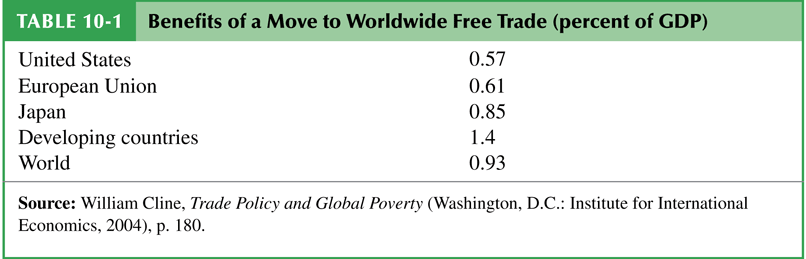 TABLE 10-1 Benefits of a Move to Worldwide Free Trade (percent of GDP)
United States 0.57
European Union 0.61
Japan 0.85
Developing countries 1.4
World 0.93
Source: William Cline, Trade Policy and Global Poverty (Washington, D.C.: Institute for International
Economics, 2004), p. 180.